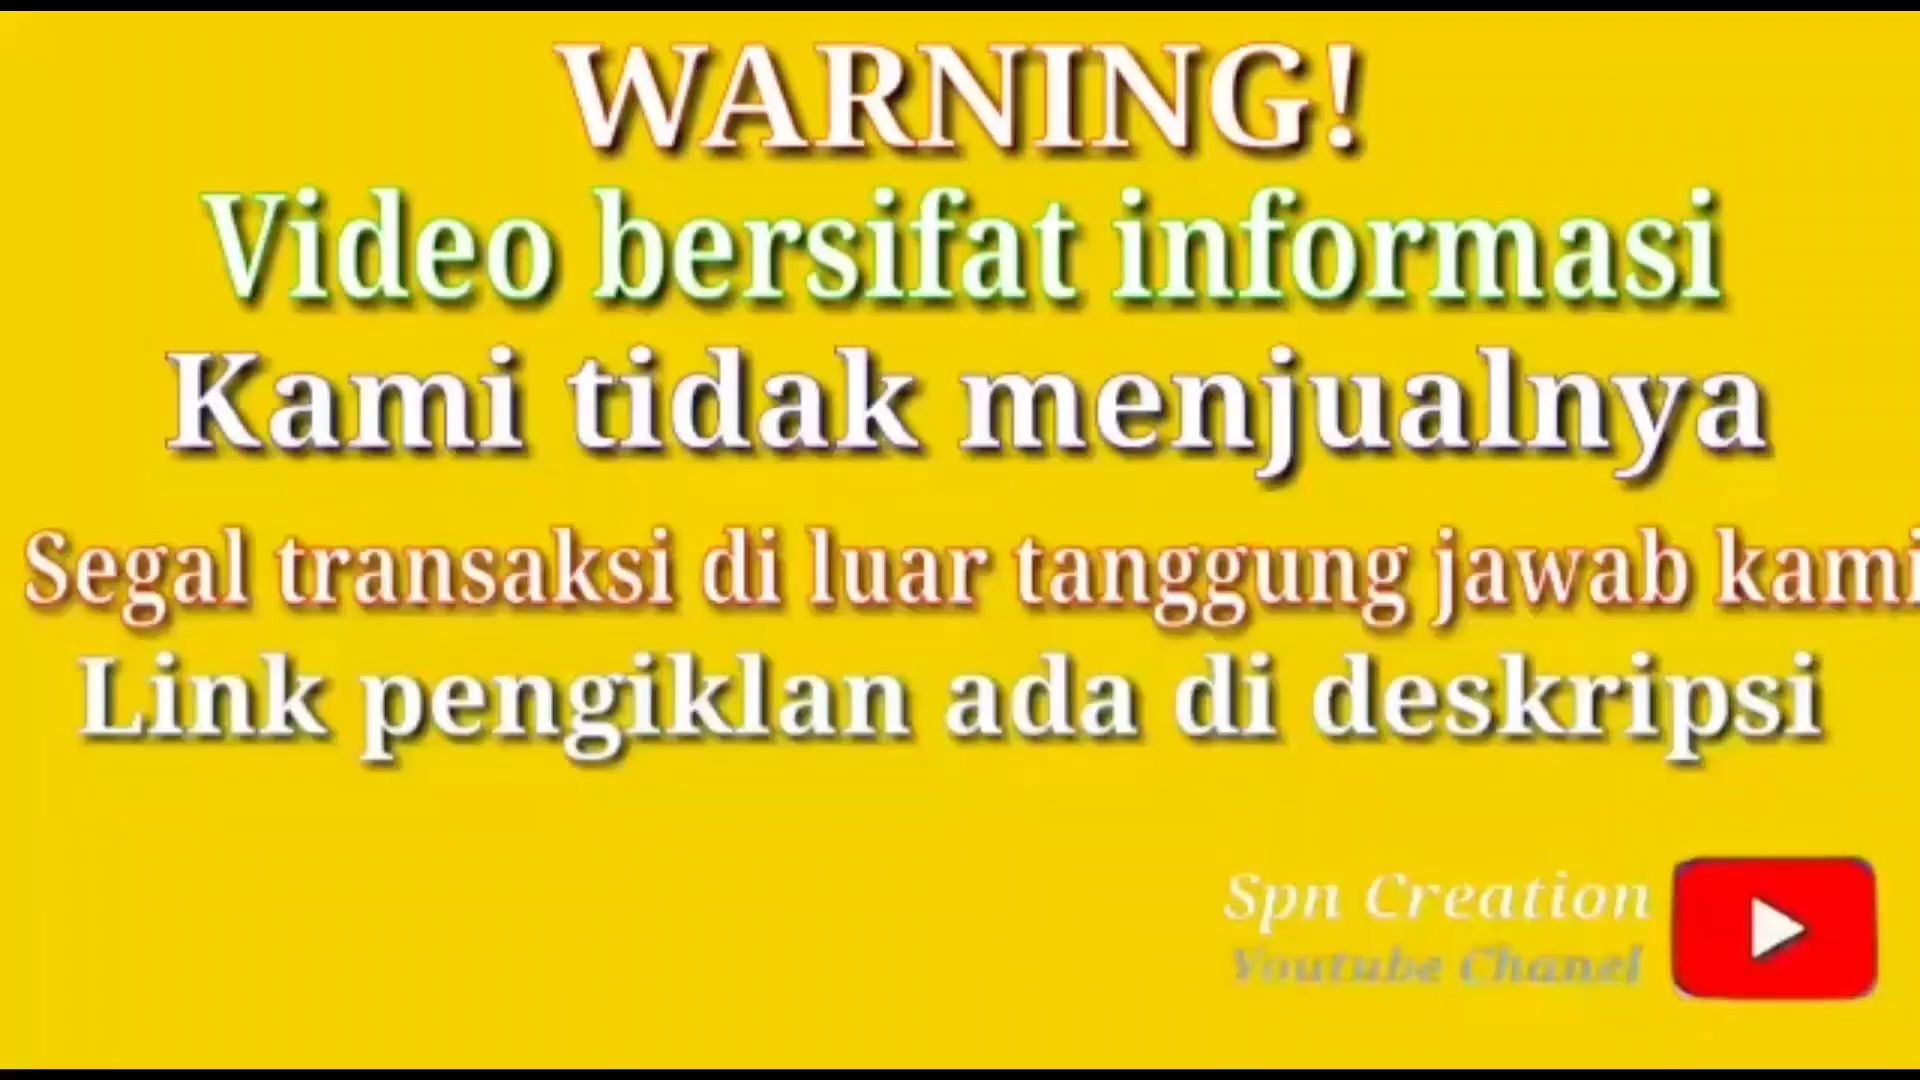 WARNING!
Video bersifat informasi
Kami tidak menjualnya
Segal transaksi di luar tanggung jawab kami
Link pengiklan ada di deskripsi
Spn Creation
Youtube Chanel